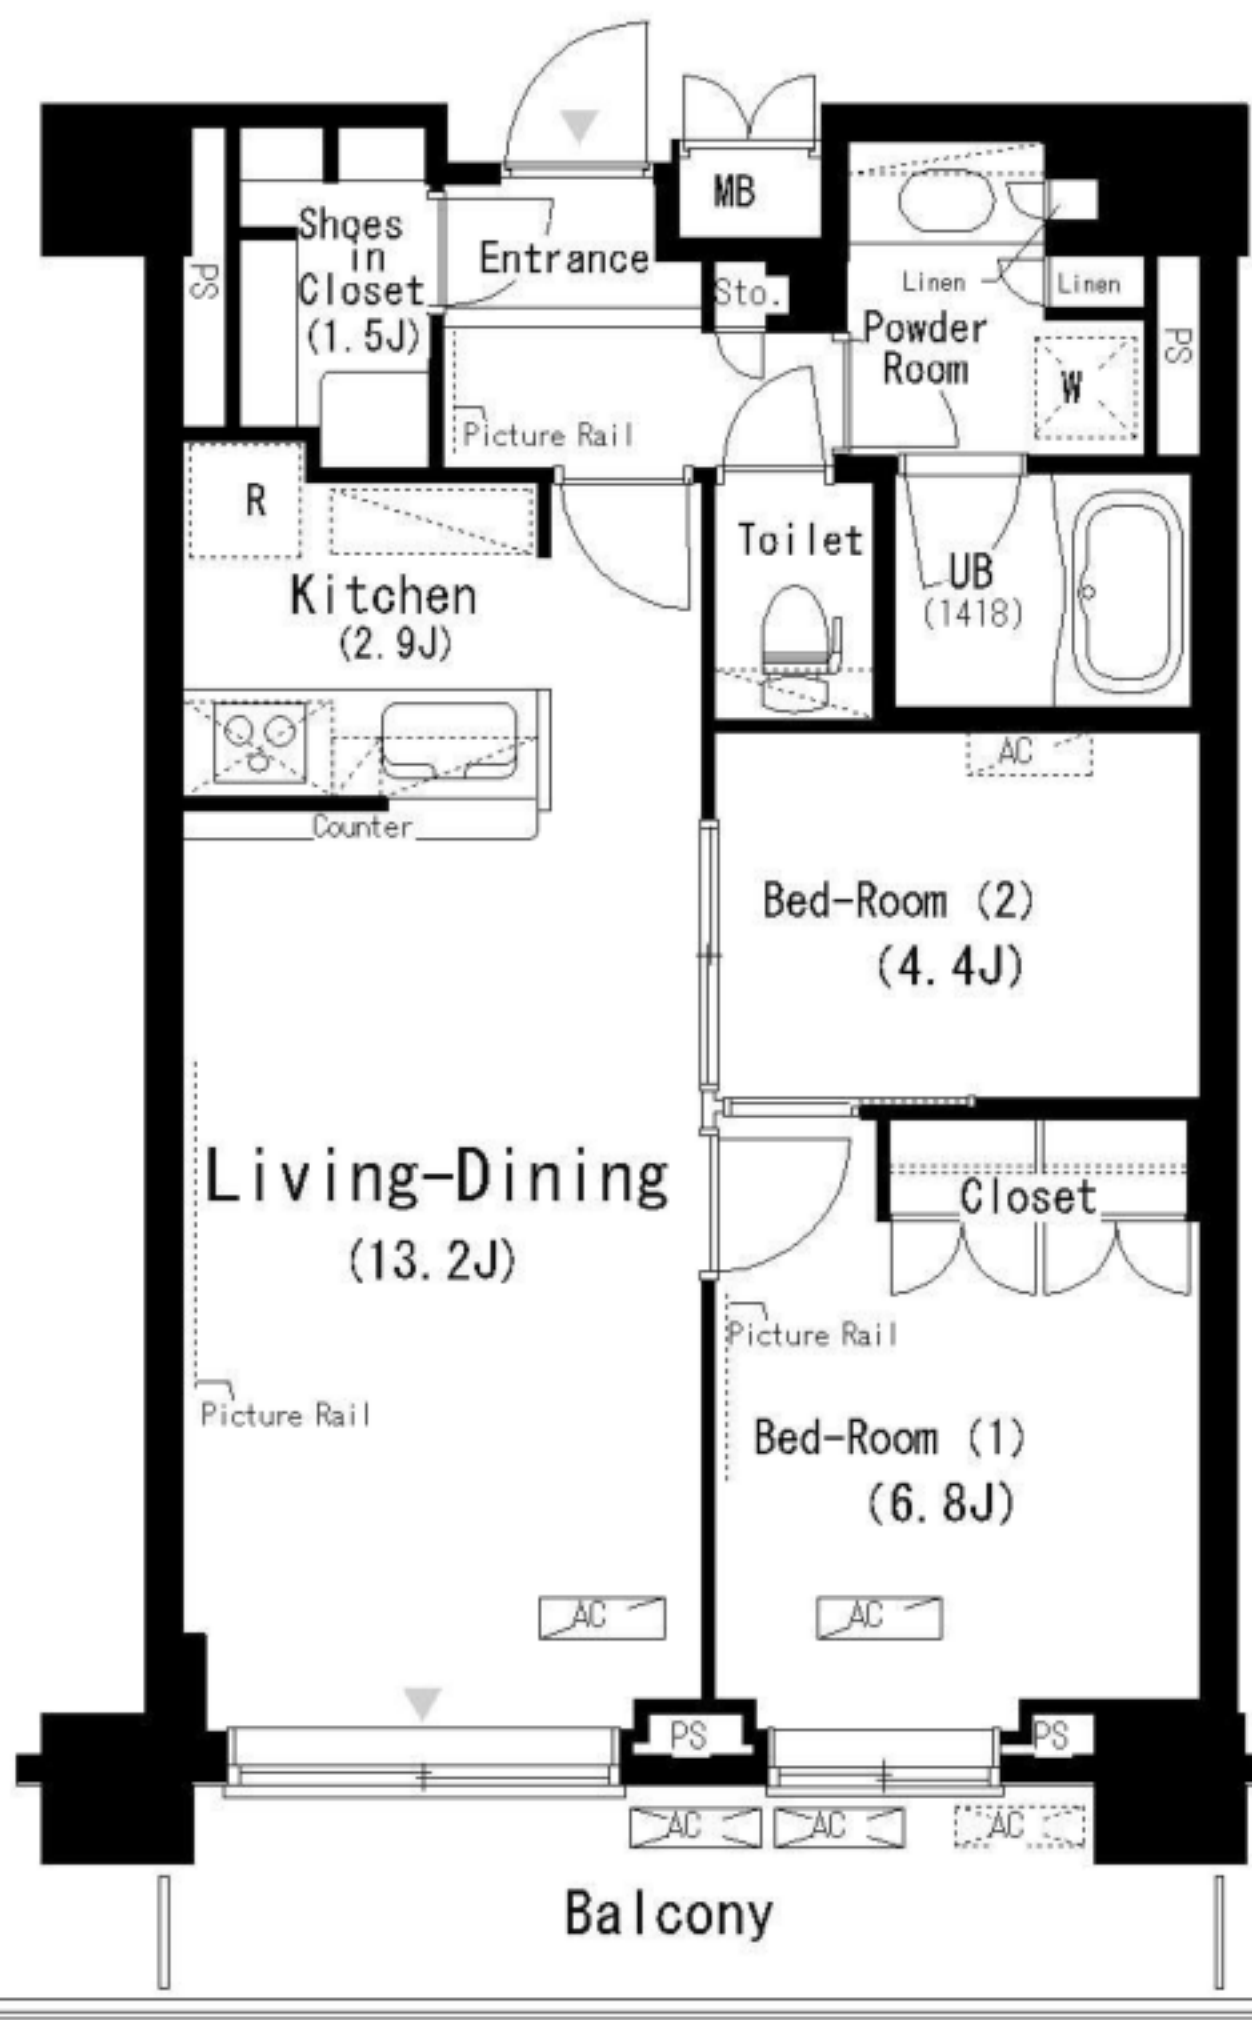 MB
Shoes
in
Closet
(1.5J)
Entrance
PS
Sto.
Linen
Linen
Powder
Room
PS
W
Picture Rail
R
Kitchen
(2.9J)
Toilet
UB
(1418)
Counter
AC
Bed-Room (2)
(4.4J)
Living-Dining
(13.2J)
Closet
Picture Rail
Picture Rail
Bed-Room (1)
(6.8J)
AC
AC
PS
PS
AC
AC
AC
Balcony